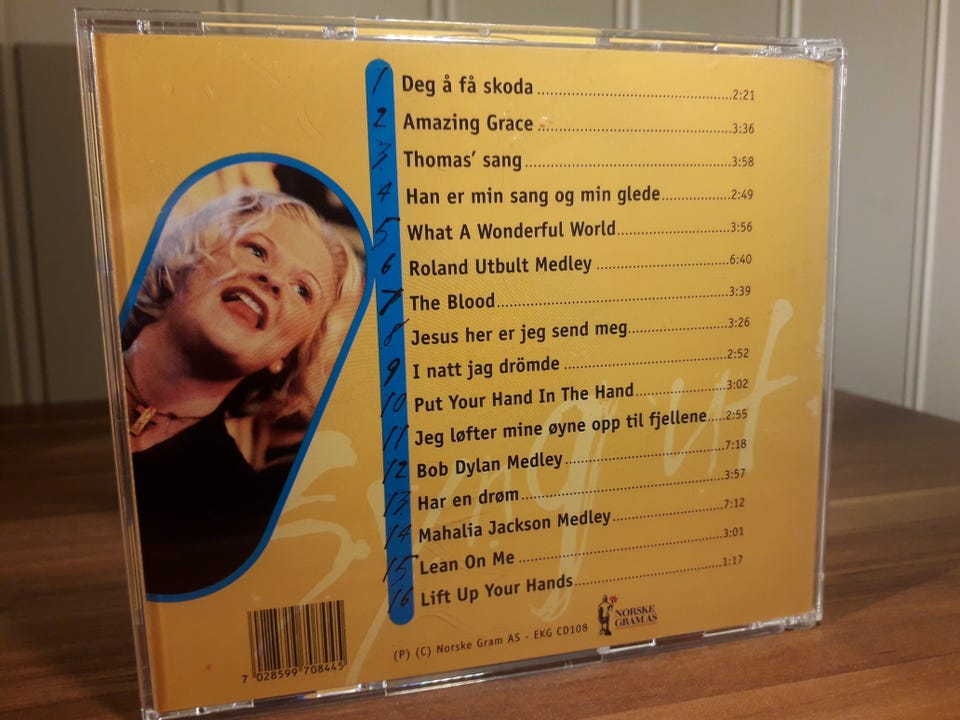 1 Deg å få skoda 2:21
2 Amazing Grace 3:36
3 Thomas' sang 3:58
4 Han er min sang og min glede 2:49
5 What A Wonderful World 3:56
6 Roland Utbult Medley 6:40
7 The Blood 3:39
8 Jesus her er jeg send meg 3:26
9 I natt jag drömde 2:52
10 Put Your Hand In The Hand 3:02
11 Jeg løfter mine øyne opp til fjellene 2:55
12 Bob Dylan Medley 7:18
13 Har en drøm 3:57
14 Mahalia Jackson Medley 7:12
15 Lean On Me 3:01
16 Lift Up Your Hands 1:17
Syng ut!
(P) (C) Norske Gram AS - EKG CD108
NORSKE
GRAM AS
7 028599 708445